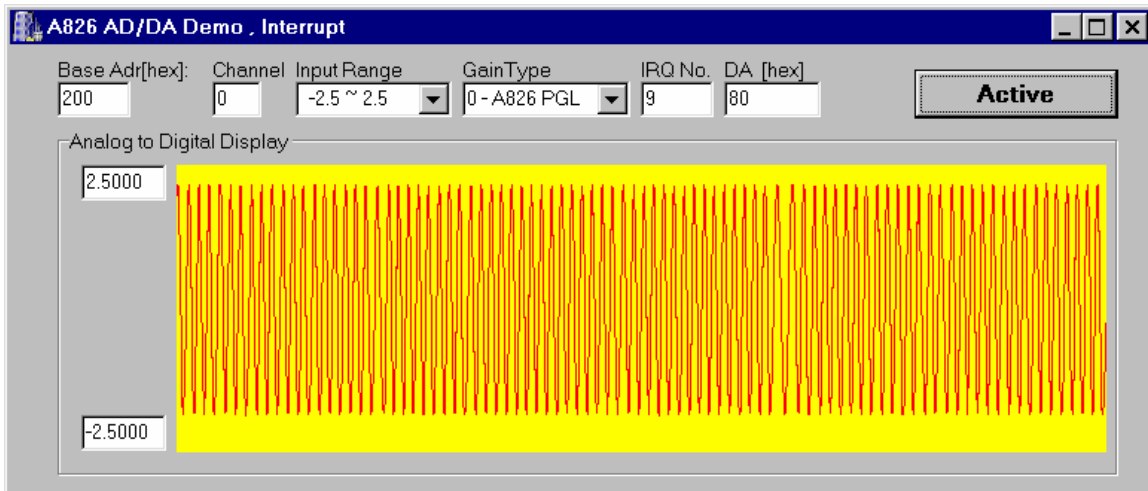 A826 AD/DA Demo , Interrupt
Base Adr[hex]: Channel Input Range GainType IRQ No. DA [hex]
200 0 -2.5 ~ 2.5 0 - A826 PGL 9 80
Active
Analog to Digital Display
2.5000
-2.5000